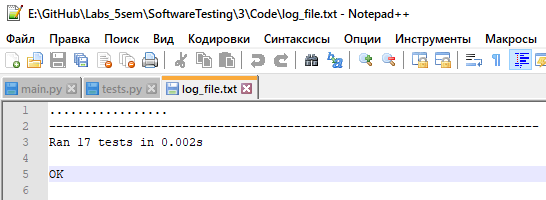 E:\GitHub\Labs_5sem\SoftwareTesting\3\Code\log_file.txt - Notepad++
Файл Правка Поиск Вид Кодировки Синтаксисы Опции Инструменты Макросы
main.py tests.py log_file.txt
1 .................
2 ----------------------------------------------------------------------
3 Ran 17 tests in 0.002s
4
5 OK
6